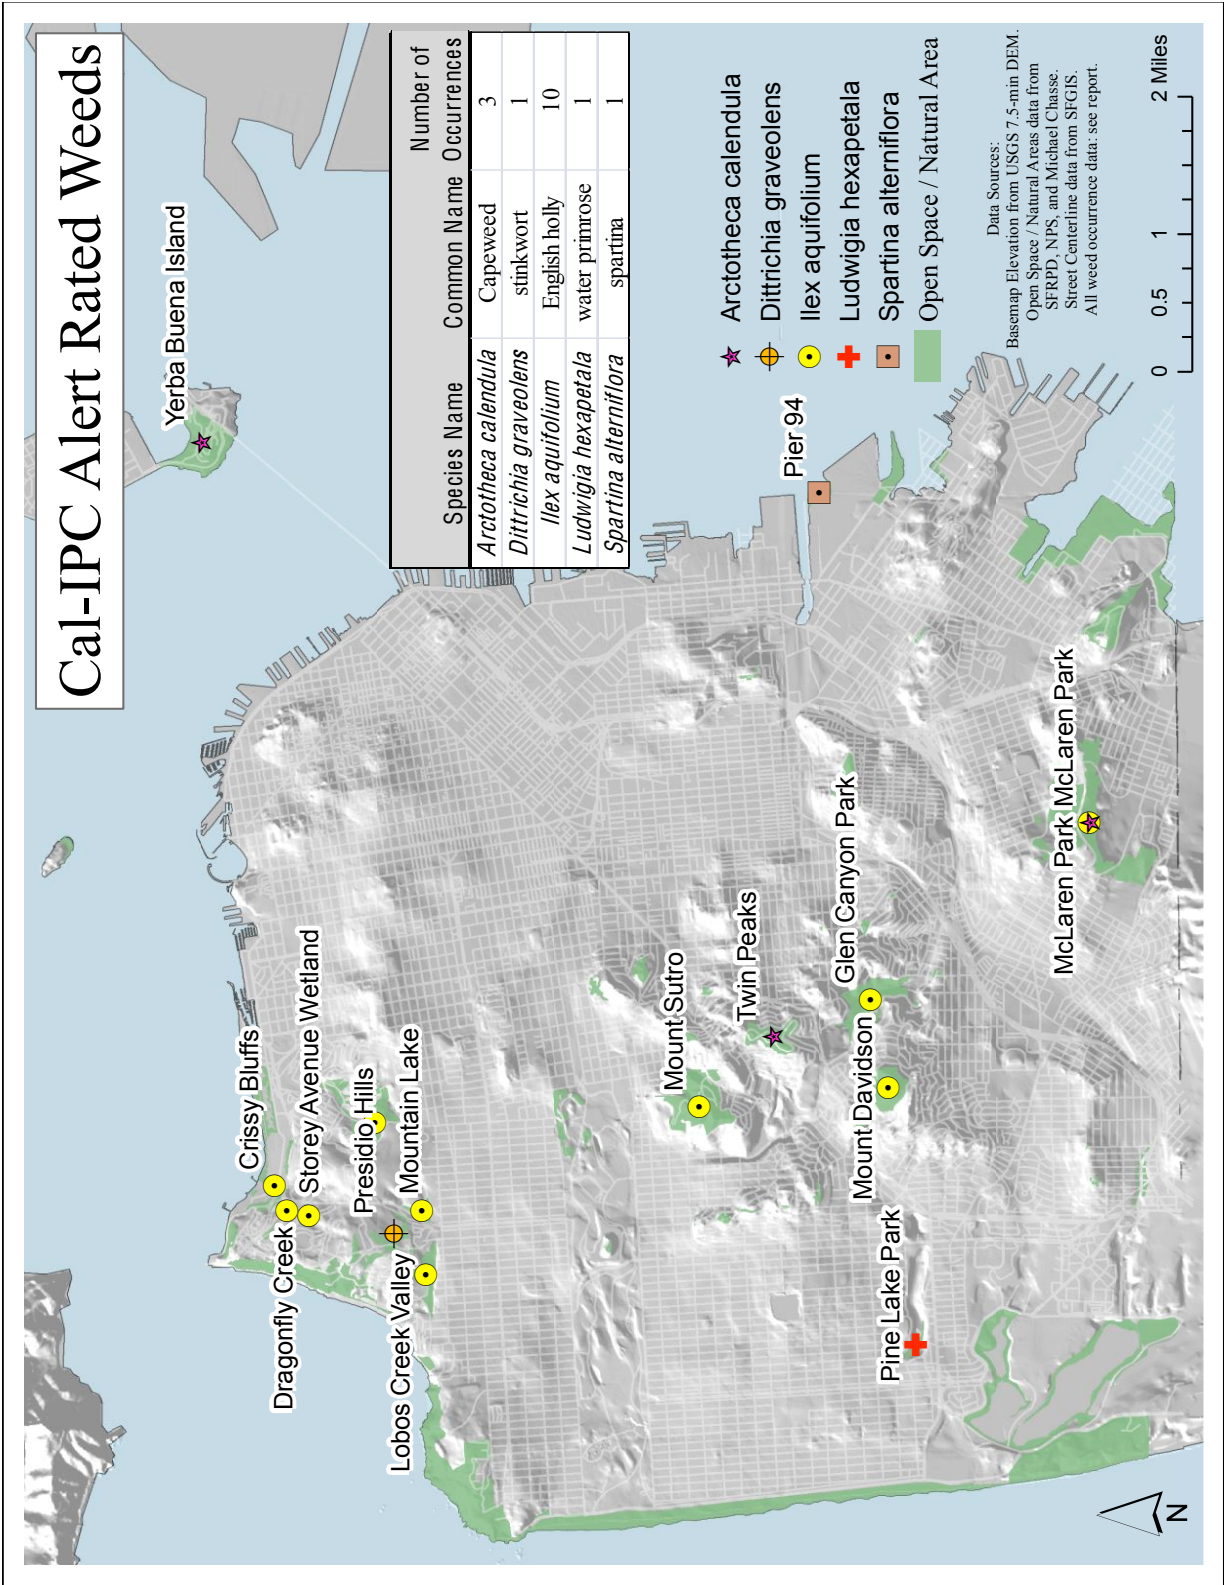 Cal-IPC Alert Rated Weeds
Yerba Buena Island
Species Name Common Name Number of Occurrences
Arctotheca calendula Capeweed 3
Dittrichia graveolens stinkwort 1
Ilex aquifolium English holly 10
Ludwigia hexapetala water primrose 1
Spartina alterniflora spartina 1
Crissy Bluffs
Dragonfly Creek
Storey Avenue Wetland
Presidio Hills
Lobos Creek Valley
Mountain Lake
Mount Sutro
Twin Peaks
Pier 94
Glen Canyon Park
Mount Davidson
Pine Lake Park
McLaren Park
McLaren Park
Arctotheca calendula
Dittrichia graveolens
Ilex aquifolium
Ludwigia hexapetala
Spartina alterniflora
Open Space / Natural Area
Data Sources:
Basemap Elevation from USGS 7.5-min DEM.
Open Space / Natural Areas data from
SFRPD, NPS, and Michael Chasse.
Street Centerline data from SFGIS.
All weed occurrence data: see report.
0 0.5 1 2 Miles
N